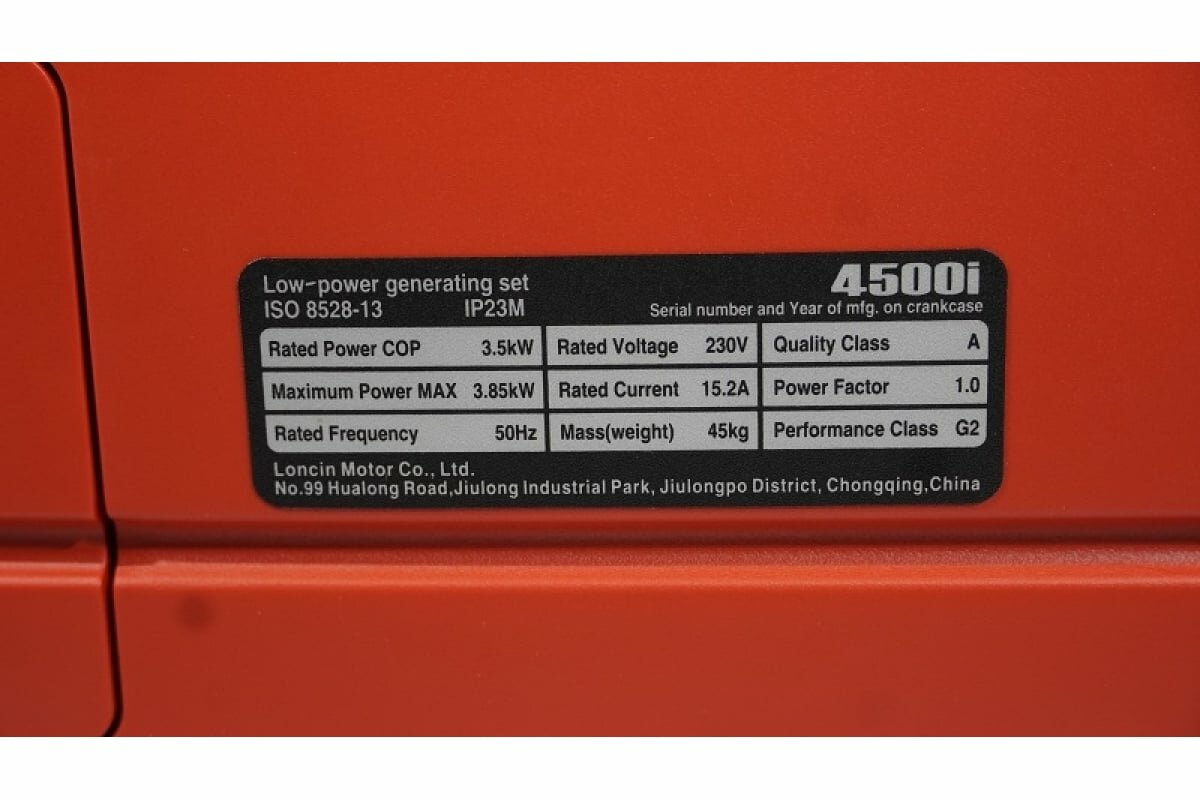 Low-power generating set
4500i
ISO 8528-13 IP23M
Serial number and Year of mfg. on crankcase
Rated Power COP 3.5kW Rated Voltage 230V Quality Class A
Maximum Power MAX 3.85kW Rated Current 15.2A Power Factor 1.0
Rated Frequency 50Hz Mass(weight) 45kg Performance Class G2
Loncin Motor Co., Ltd.
No.99 Hualong Road,Jiulong Industrial Park, Jiulongpo District, Chongqing,China